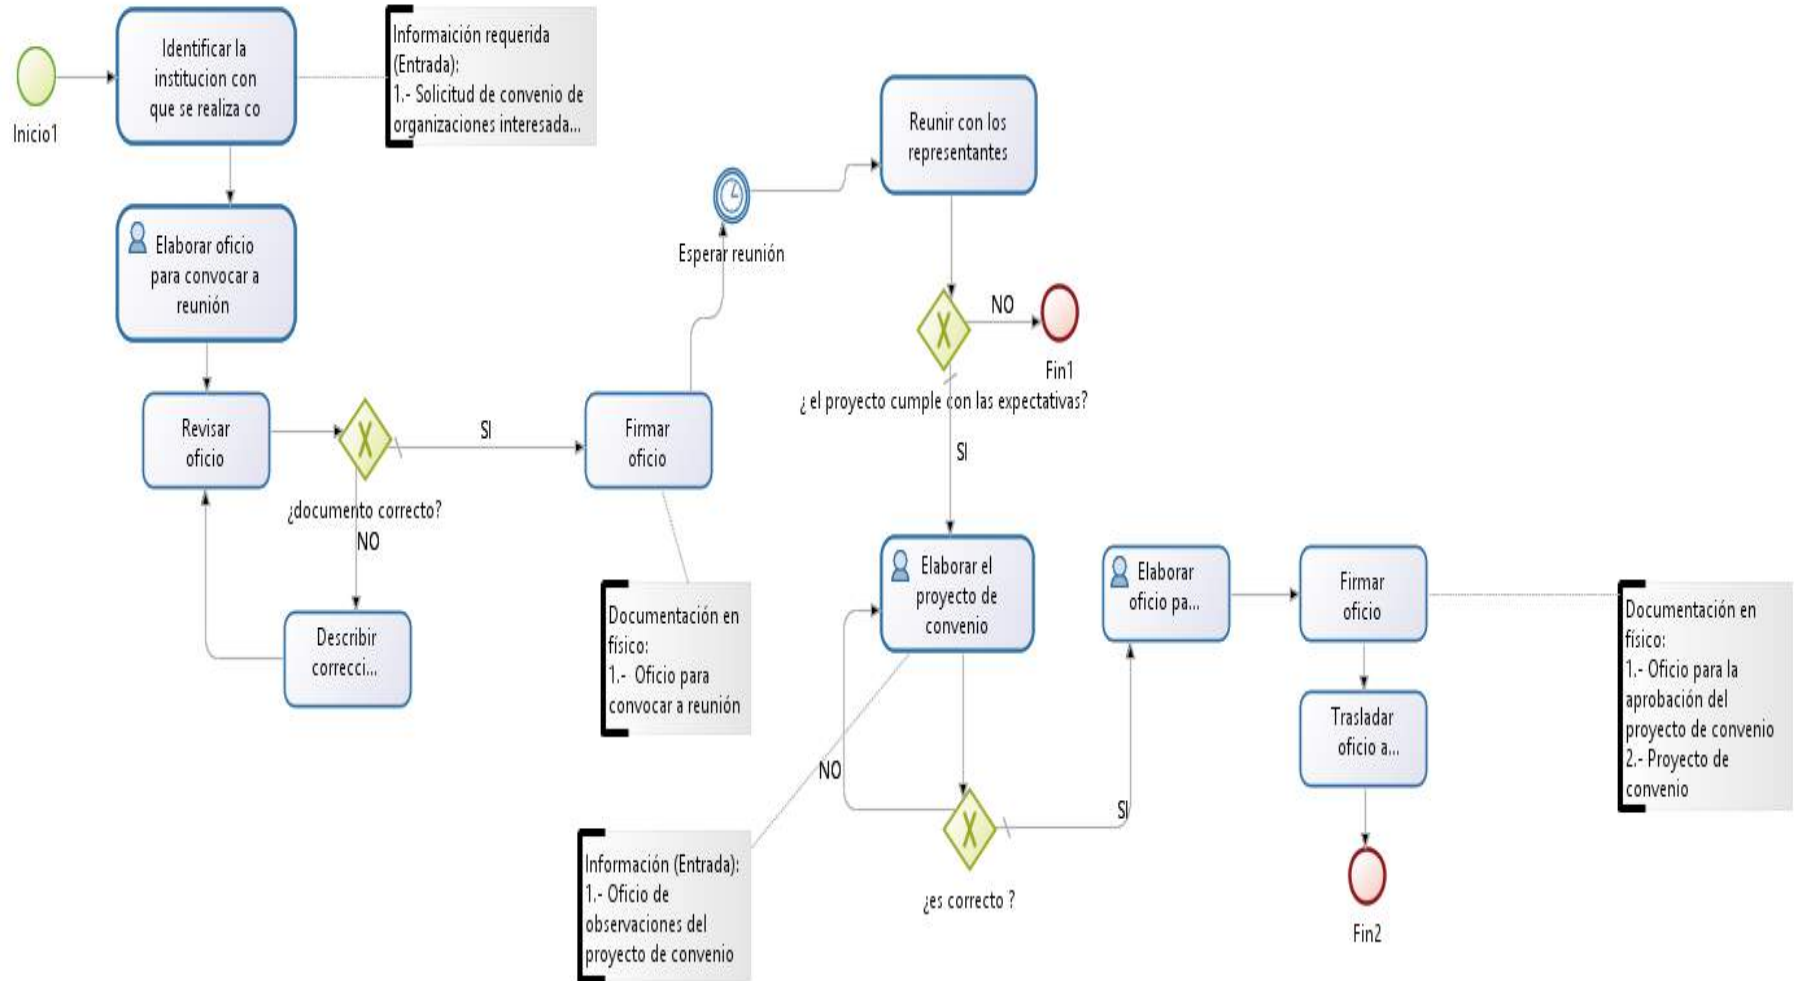 Inicio1
Identificar la
institucion con
que se realiza co
Informaición requerida
(Entrada):
1.- Solicitud de convenio de
organizaciones interesada...
Elaborar oficio
para convocar a
reunión
Revisar
oficio
¿documento correcto?
SI
NO
Describir
correcci...
Firmar
oficio
Documentación en
físico:
1.- Oficio para
convocar a reunión
Esperar reunión
Reunir con los
representantes
NO
Fin1
¿ el proyecto cumple con las expectativas?
SI
Elaborar el
proyecto de
convenio
NO
Información (Entrada):
1.- Oficio de
observaciones del
proyecto de convenio
¿es correcto ?
SI
Elaborar
oficio pa...
Firmar
oficio
Documentación en
físico:
1.- Oficio para la
aprobación del
proyecto de convenio
2.- Proyecto de
convenio
Trasladar
oficio a...
Fin2